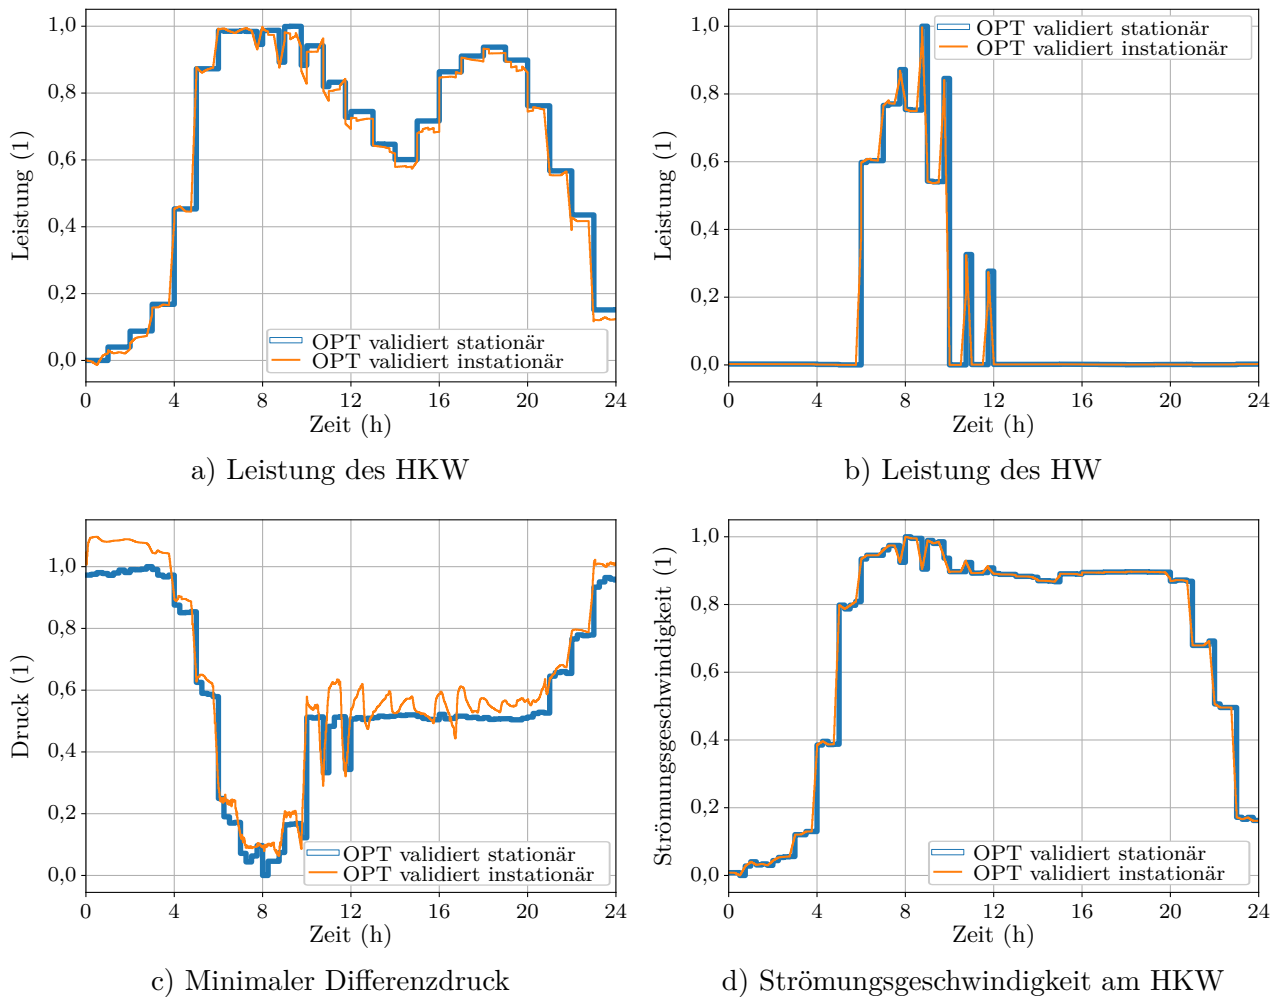 1,0
0,8
0,6
0,4
0,2
0,0
Leistung (1)
OPT validiert stationär
OPT validiert instationär
0 4 8 12 16 20 24
Zeit (h)
a) Leistung des HKW
1,0
0,8
0,6
0,4
0,2
0,0
Leistung (1)
OPT validiert stationär
OPT validiert instationär
0 4 8 12 16 20 24
Zeit (h)
b) Leistung des HW
1,0
0,8
0,6
0,4
0,2
0,0
Druck (1)
OPT validiert stationär
OPT validiert instationär
0 4 8 12 16 20 24
Zeit (h)
c) Minimaler Differenzdruck
1,0
0,8
0,6
0,4
0,2
0,0
Strömungsgeschwindigkeit (1)
OPT validiert stationär
OPT validiert instationär
0 4 8 12 16 20 24
Zeit (h)
d) Strömungsgeschwindigkeit am HKW